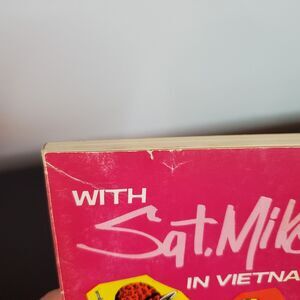 WITH
Sgt. Mik
IN VIETNA